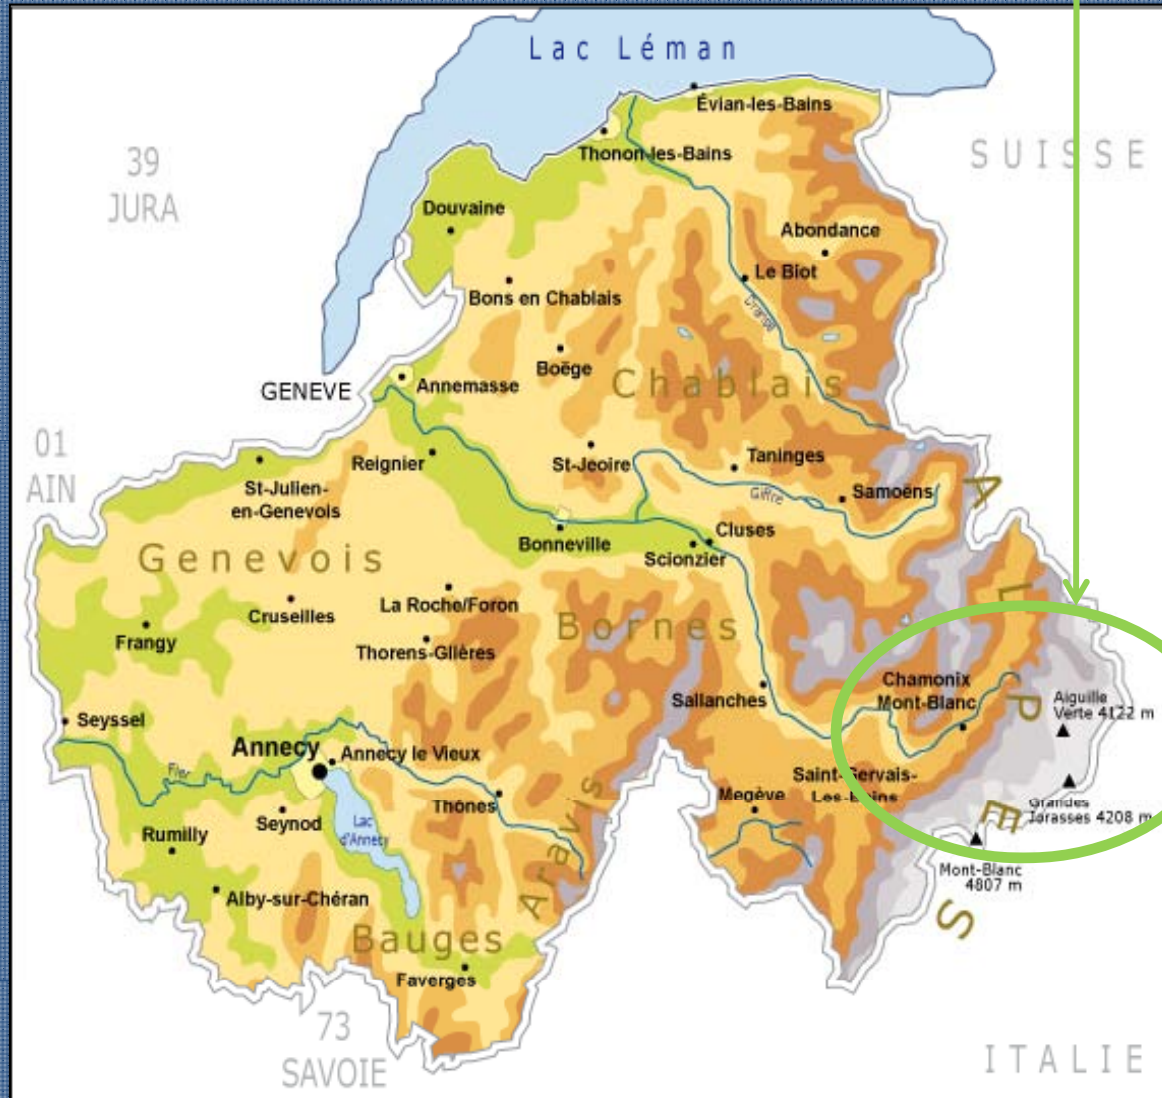 Lac Léman
Évian-les-Bains
Thonon-les-Bains
SUISSE
39
JURA
Douvaine
Abondance
Le Biot
Bons en Chablais
Dranse
Boëge
Chablais
GENEVE
Annemasse
01
AIN
Reignier
St-Jeoire
Taninges
St-Julien-
en-Genevois
Giffre
Samoëns
ALPES
Cluses
Bonneville
Scionzier
Genevois
La Roche/Foron
Cruseilles
Bornes
Frangy
Thorens-Glières
Chamonix
Mont-Blanc
Sallanches
Aiguille
Verte 4122 m
Seyssel
Annecy
Annecy le Vieux
Fier
Saint-Gervais-
Les-Bains
Megève
Thônes
Grandes
Jorasses 4208 m
Seynod
Lac
d'Annecy
Rumilly
Aravis
Mont-Blanc
4807 m
Alby-sur-Chéran
Bauges
Faverges
73
SAVOIE
ITALIE